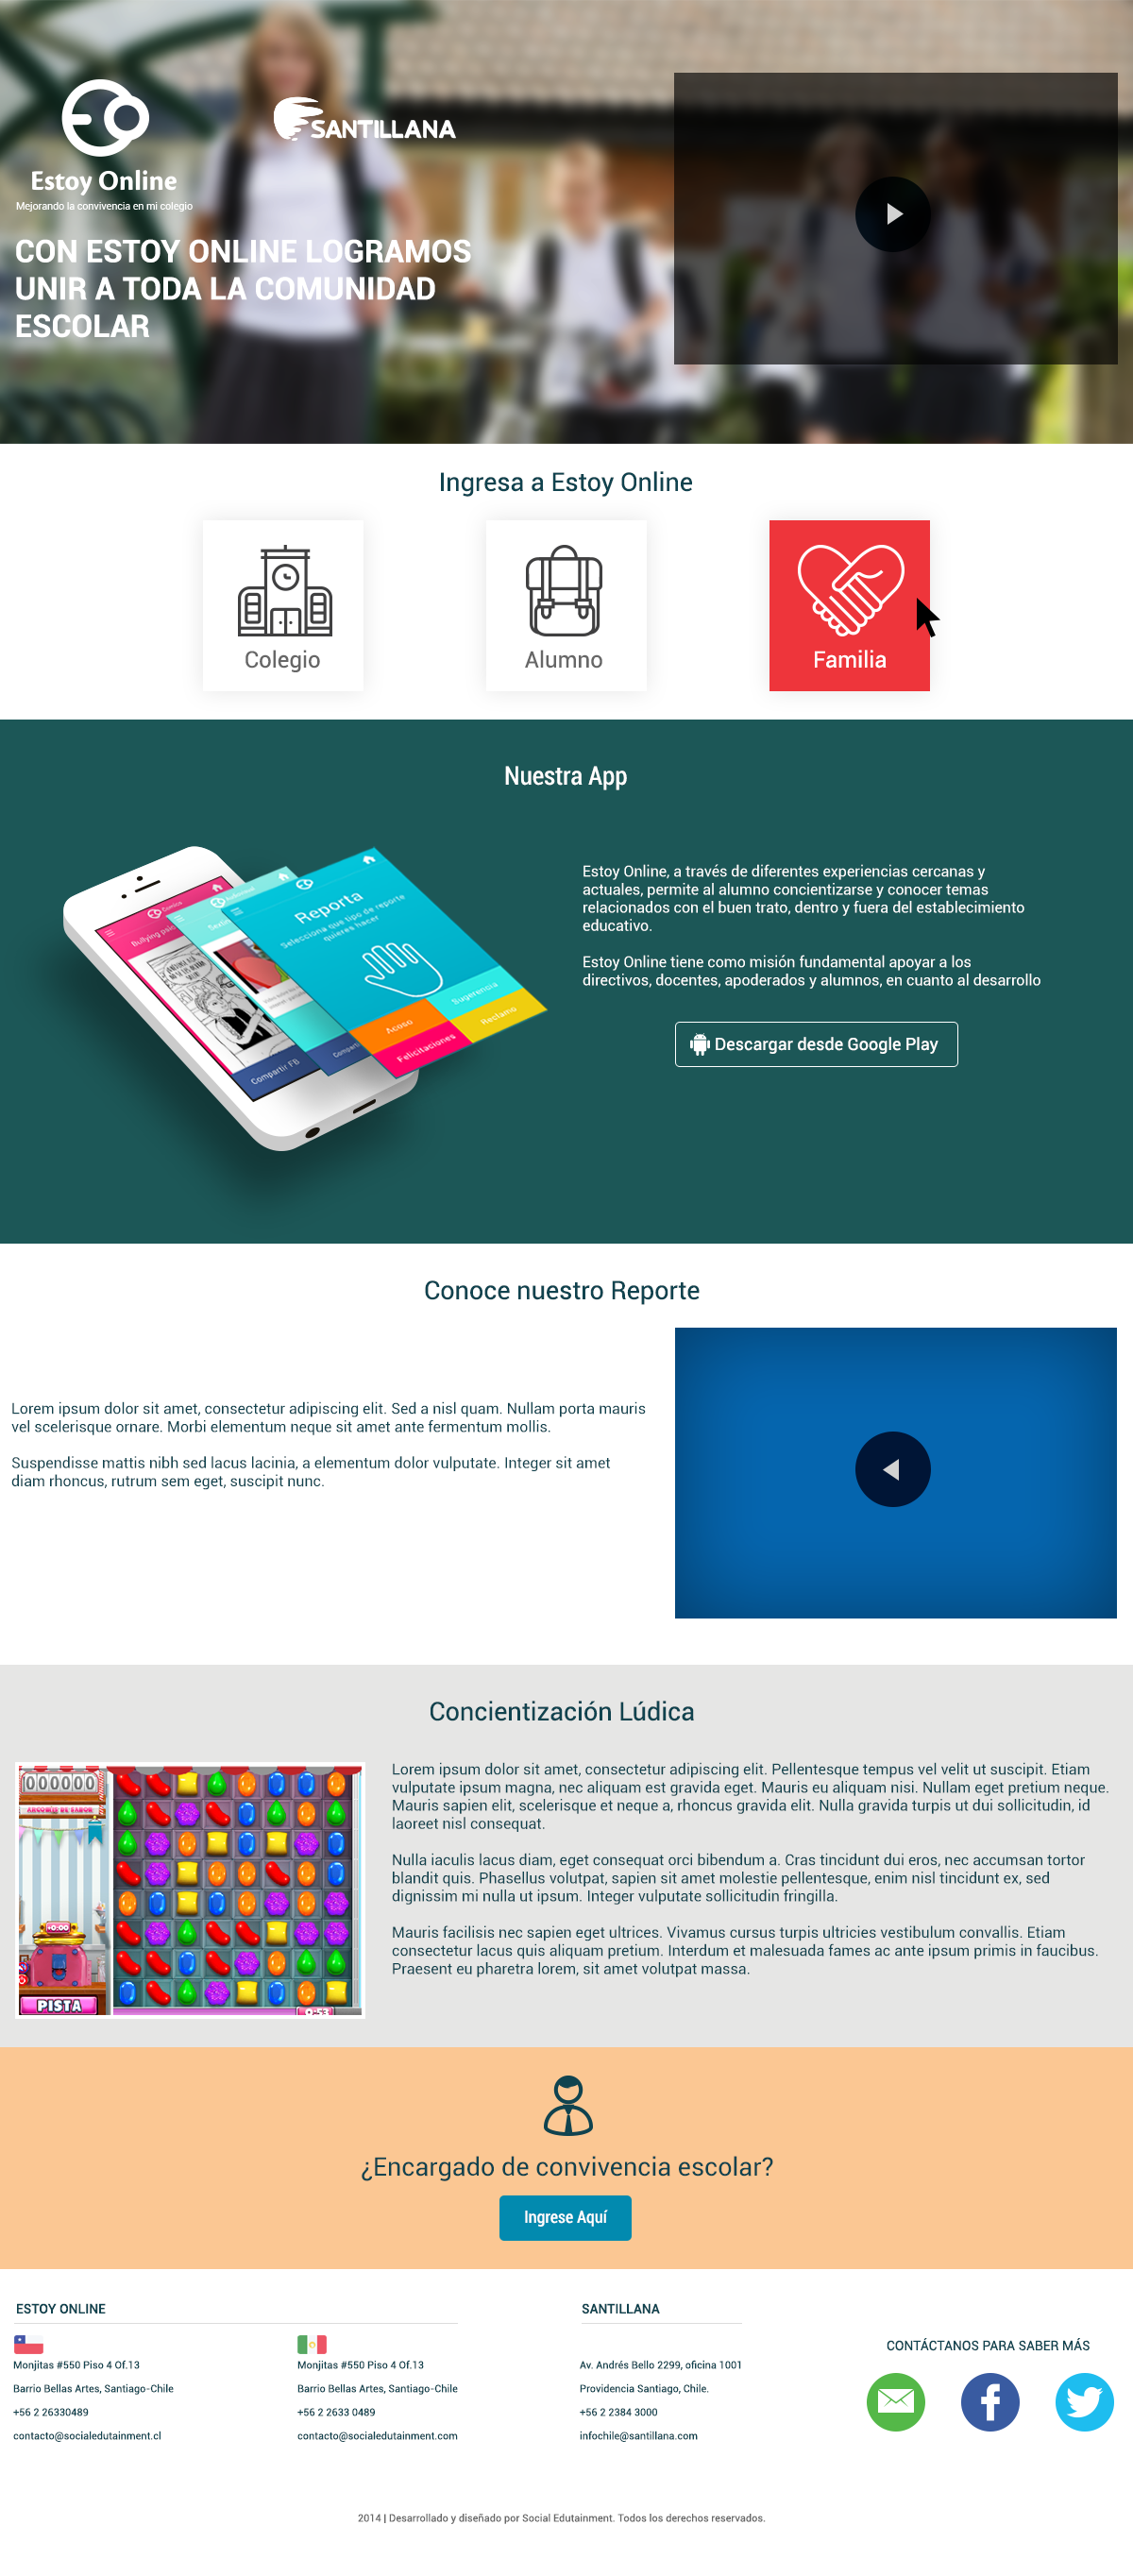 Estoy Online
Mejorando la convivencia en mi colegio
SANTILLANA
CON ESTOY ONLINE LOGRAMOS
UNIR A TODA LA COMUNIDAD
ESCOLAR
Ingresa a Estoy Online
Colegio
Alumno
Familia
Nuestra App
Comics
Bullying
Compartir FB
Reporta
Selecciona que tipo de reporte
quieres hacer
Acoso
Sugerencia
Felicitaciones
Reclamo
Estoy Online, a través de diferentes experiencias cercanas y
actuales, permite al alumno concientizarse y conocer temas
relacionados con el buen trato, dentro y fuera del establecimiento
educativo.
Estoy Online tiene como misión fundamental apoyar a los
directivos, docentes, apoderados y alumnos, en cuanto al desarrollo
Descargar desde Google Play
Conoce nuestro Reporte
Lorem ipsum dolor sit amet, consectetur adipiscing elit. Sed a nisl quam. Nullam porta mauris
vel scelerisque ornare. Morbi elementum neque sit amet ante fermentum mollis.
Suspendisse mattis nibh sed lacus lacinia, a elementum dolor vulputate. Integer sit amet
diam rhoncus, rutrum sem eget, suscipit nunc.
Concientización Lúdica
000000
+0:00
PISTA
0:53
Lorem ipsum dolor sit amet, consectetur adipiscing elit. Pellentesque tempus vel velit ut suscipit. Etiam
vulputate ipsum magna, nec aliquam est gravida eget. Mauris eu aliquam nisi. Nullam eget pretium neque.
Mauris sapien elit, scelerisque et neque a, rhoncus gravida elit. Nulla gravida turpis ut dui sollicitudin, id
laoreet nisl consequat.
Nulla iaculis lacus diam, eget consequat orci bibendum a. Cras tincidunt dui eros, nec accumsan tortor
blandit quis. Phasellus volutpat, sapien sit amet molestie pellentesque, enim nisl tincidunt ex, sed
dignissim mi nulla ut ipsum. Integer vulputate sollicitudin fringilla.
Mauris facilisis nec sapien eget ultrices. Vivamus cursus turpis ultricies vestibulum convallis. Etiam
consectetur lacus quis aliquam pretium. Interdum et malesuada fames ac ante ipsum primis in faucibus.
Praesent eu pharetra lorem, sit amet volutpat massa.
¿Encargado de convivencia escolar?
Ingrese Aquí
ESTOY ONLINE
Monjitas #550 Piso 4 Of.13
Barrio Bellas Artes, Santiago-Chile
+56 2 26330489
contacto@socialedutainment.cl
Monjitas #550 Piso 4 Of.13
Barrio Bellas Artes, Santiago-Chile
+56 2 2633 0489
contacto@socialedutainment.com
SANTILLANA
Av. Andrés Bello 2299, oficina 1001
Providencia Santiago, Chile.
+56 2 2384 3000
infochile@santillana.com
CONTÁCTANOS PARA SABER MÁS
2014 | Desarrollado y diseñado por Social Edutainment. Todos los derechos reservados.